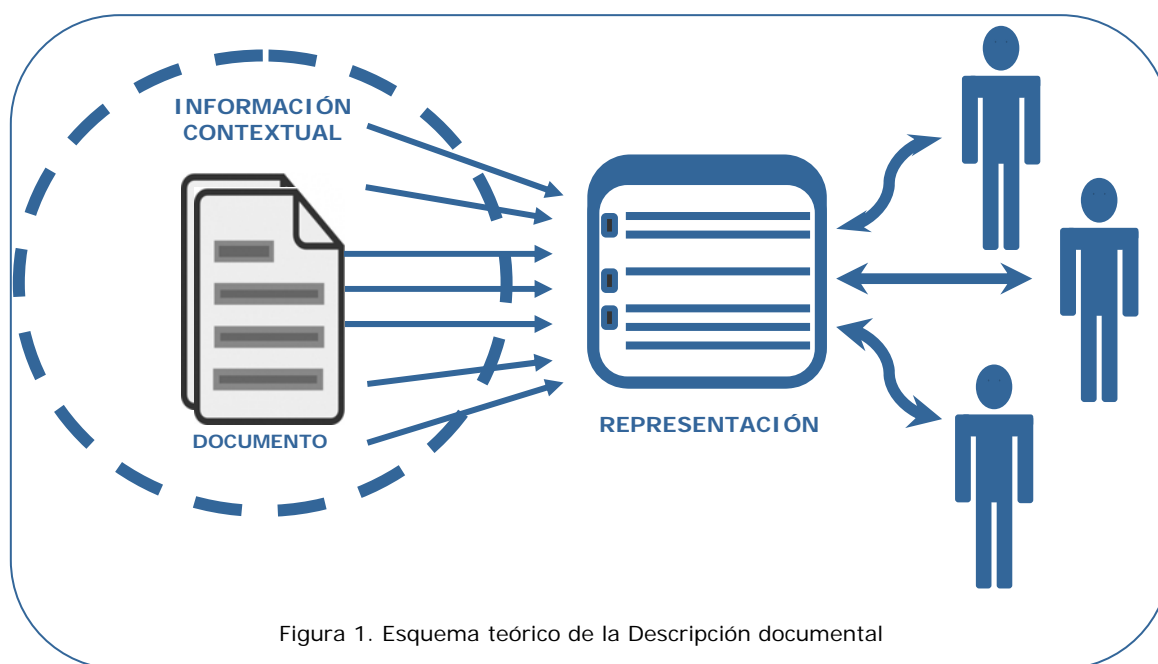 INFORMACIÓN
CONTEXTUAL
DOCUMENTO
REPRESENTACIÓN
Figura 1. Esquema teórico de la Descripción documental